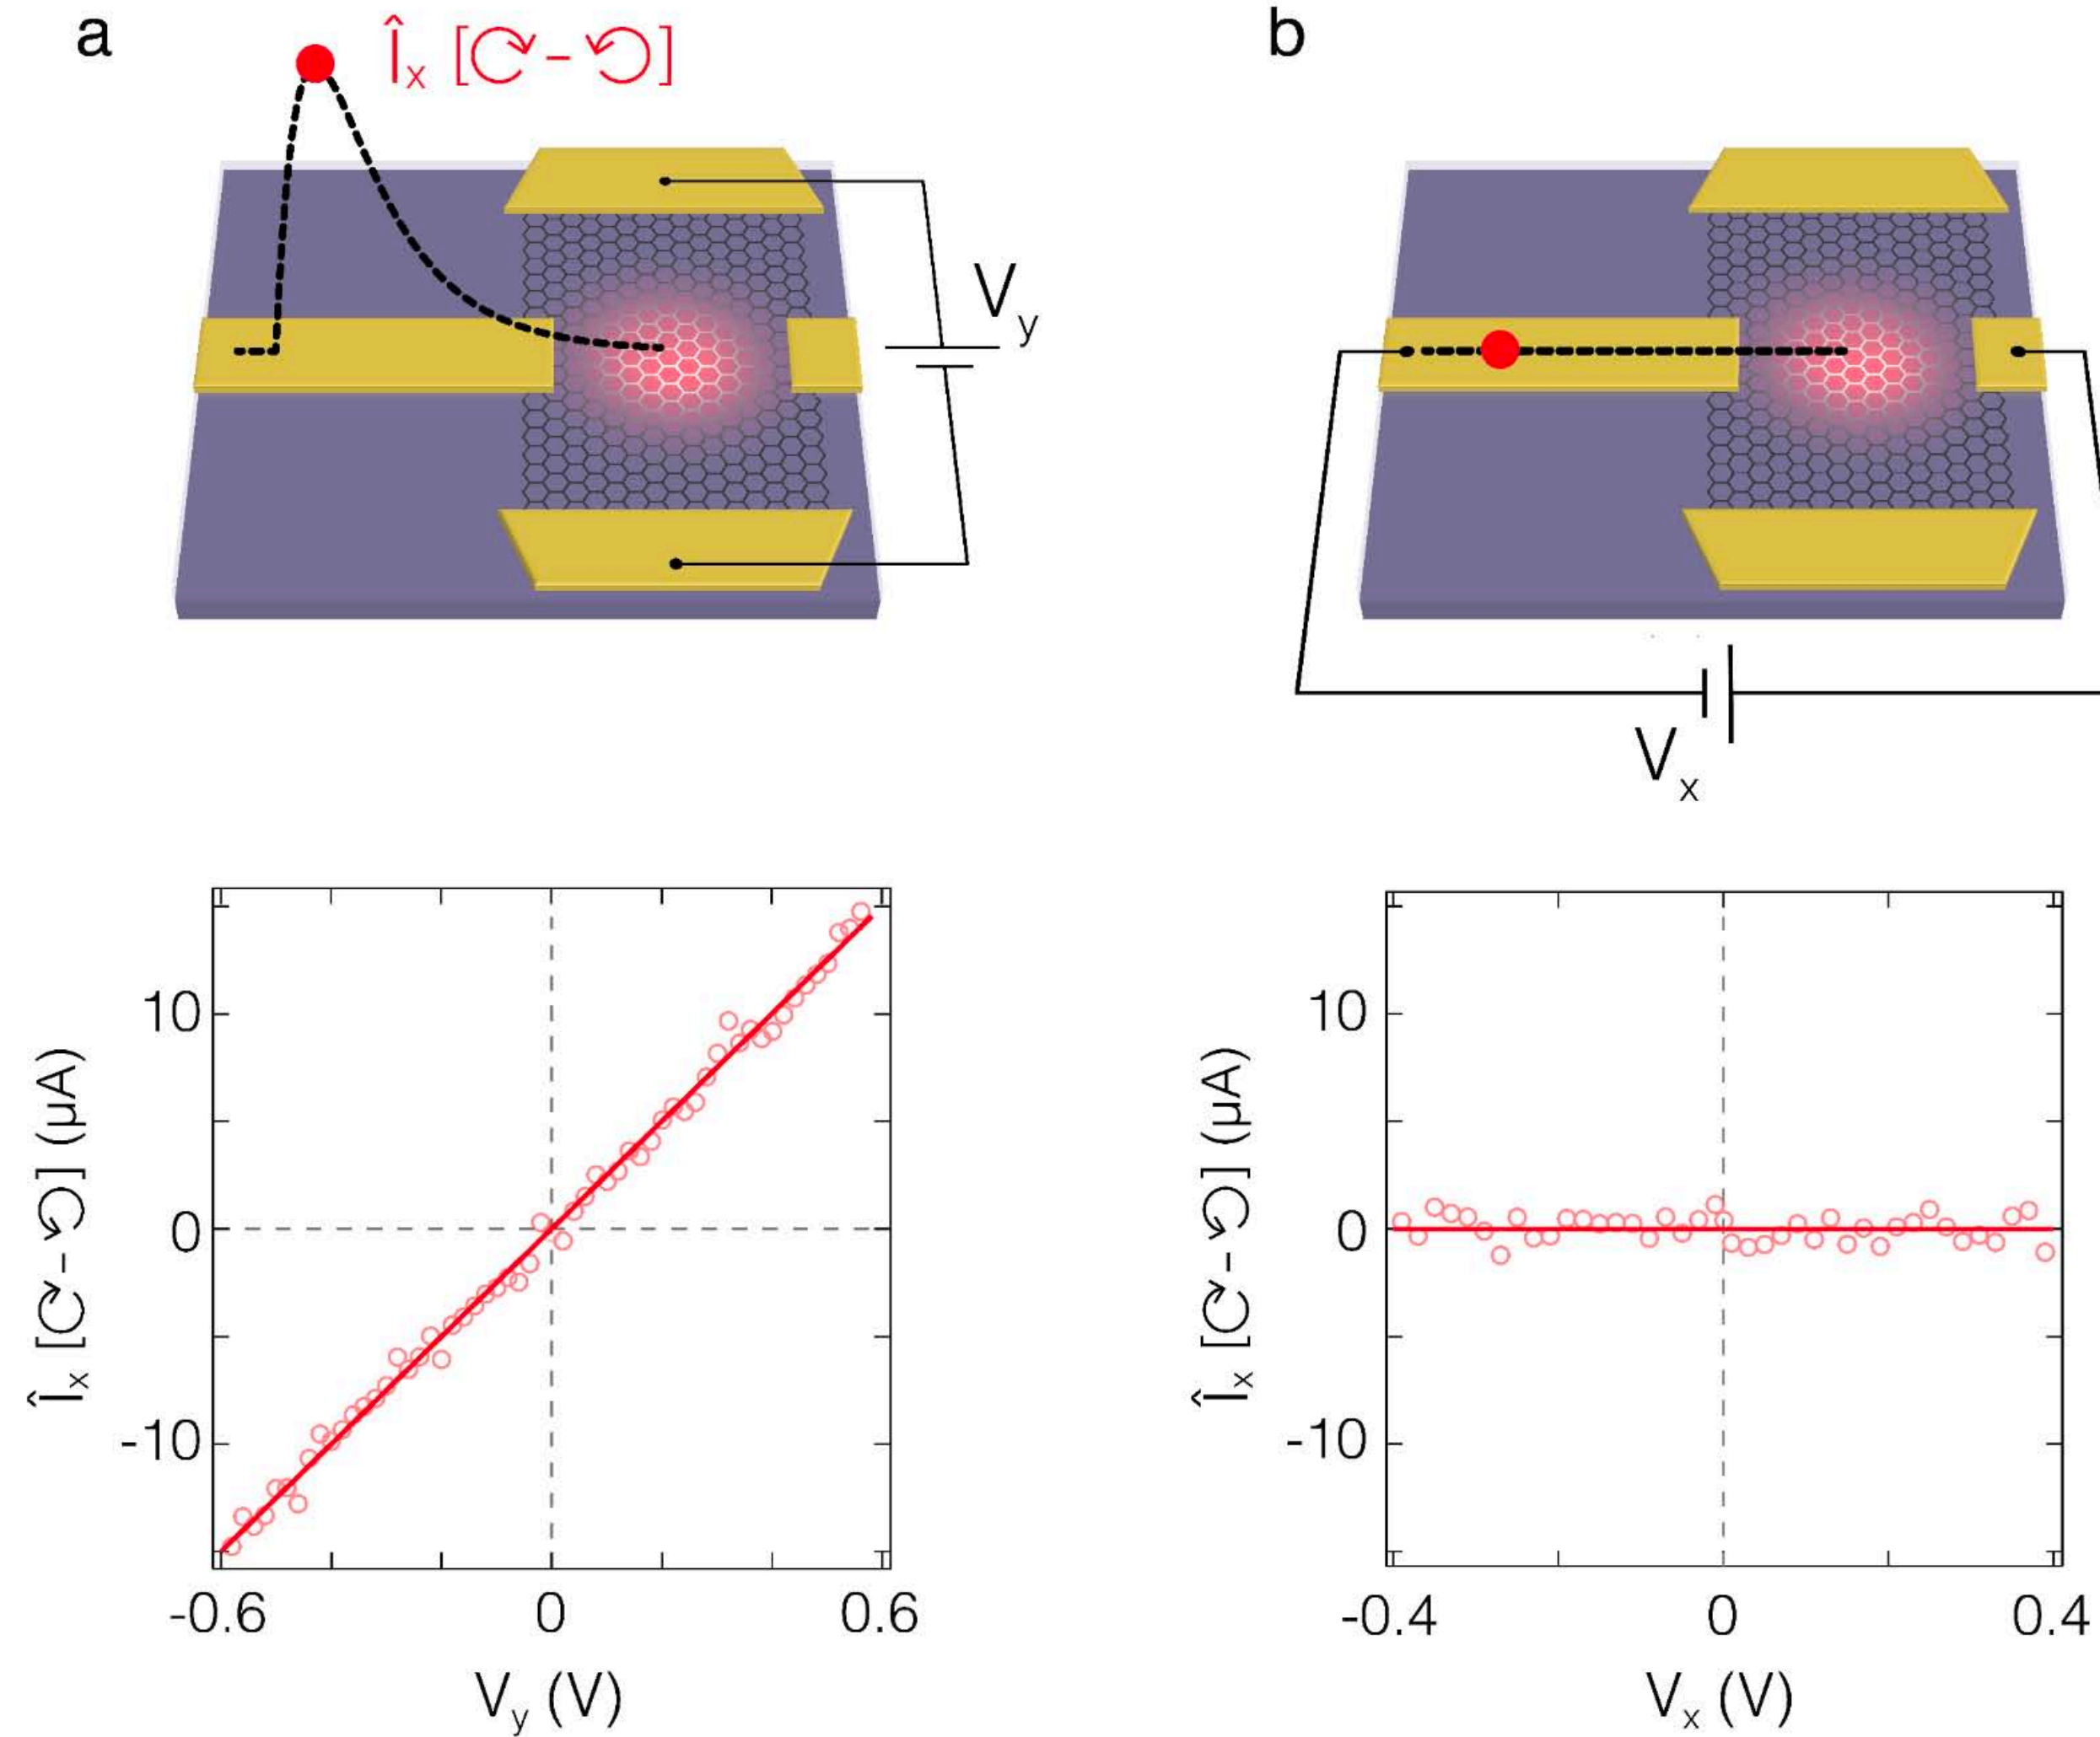 a
Îx [↻ - ↺]
Vy
b
Vx
Îx [↻ - ↺] (µA)
10
0
-10
-0.6
0
0.6
Vy (V)
Îx [↻ - ↺] (µA)
10
0
-10
-0.4
0
0.4
Vx (V)